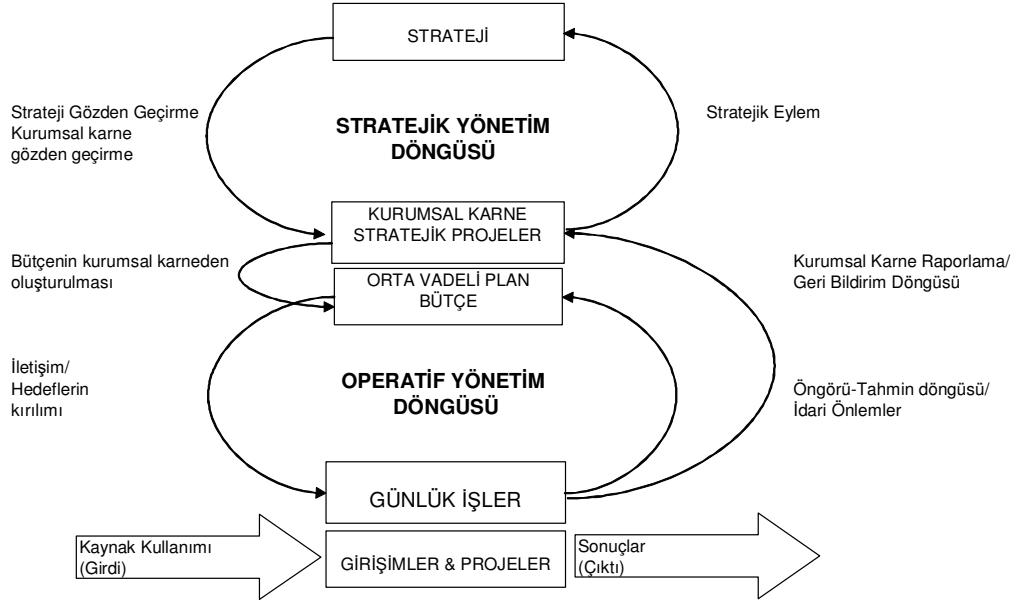 STRATEJİ
Strateji Gözden Geçirme
Kurumsal karne
gözden geçirme
STRATEJİK YÖNETİM
DÖNGÜSÜ
Stratejik Eylem
KURUMSAL KARNE
STRATEJİK PROJELER
Bütçenin kurumsal karneden
oluşturulması
ORTA VADELİ PLAN
BÜTÇE
Kurumsal Karne Raporlama/
Geri Bildirim Döngüsü
İletişim/
Hedeflerin
kırılımı
OPERATİF YÖNETİM
DÖNGÜSÜ
Öngörü-Tahmin döngüsü/
İdari Önlemler
GÜNLÜK İŞLER
Kaynak Kullanımı
(Girdi)
GİRİŞİMLER & PROJELER
Sonuçlar
(Çıktı)